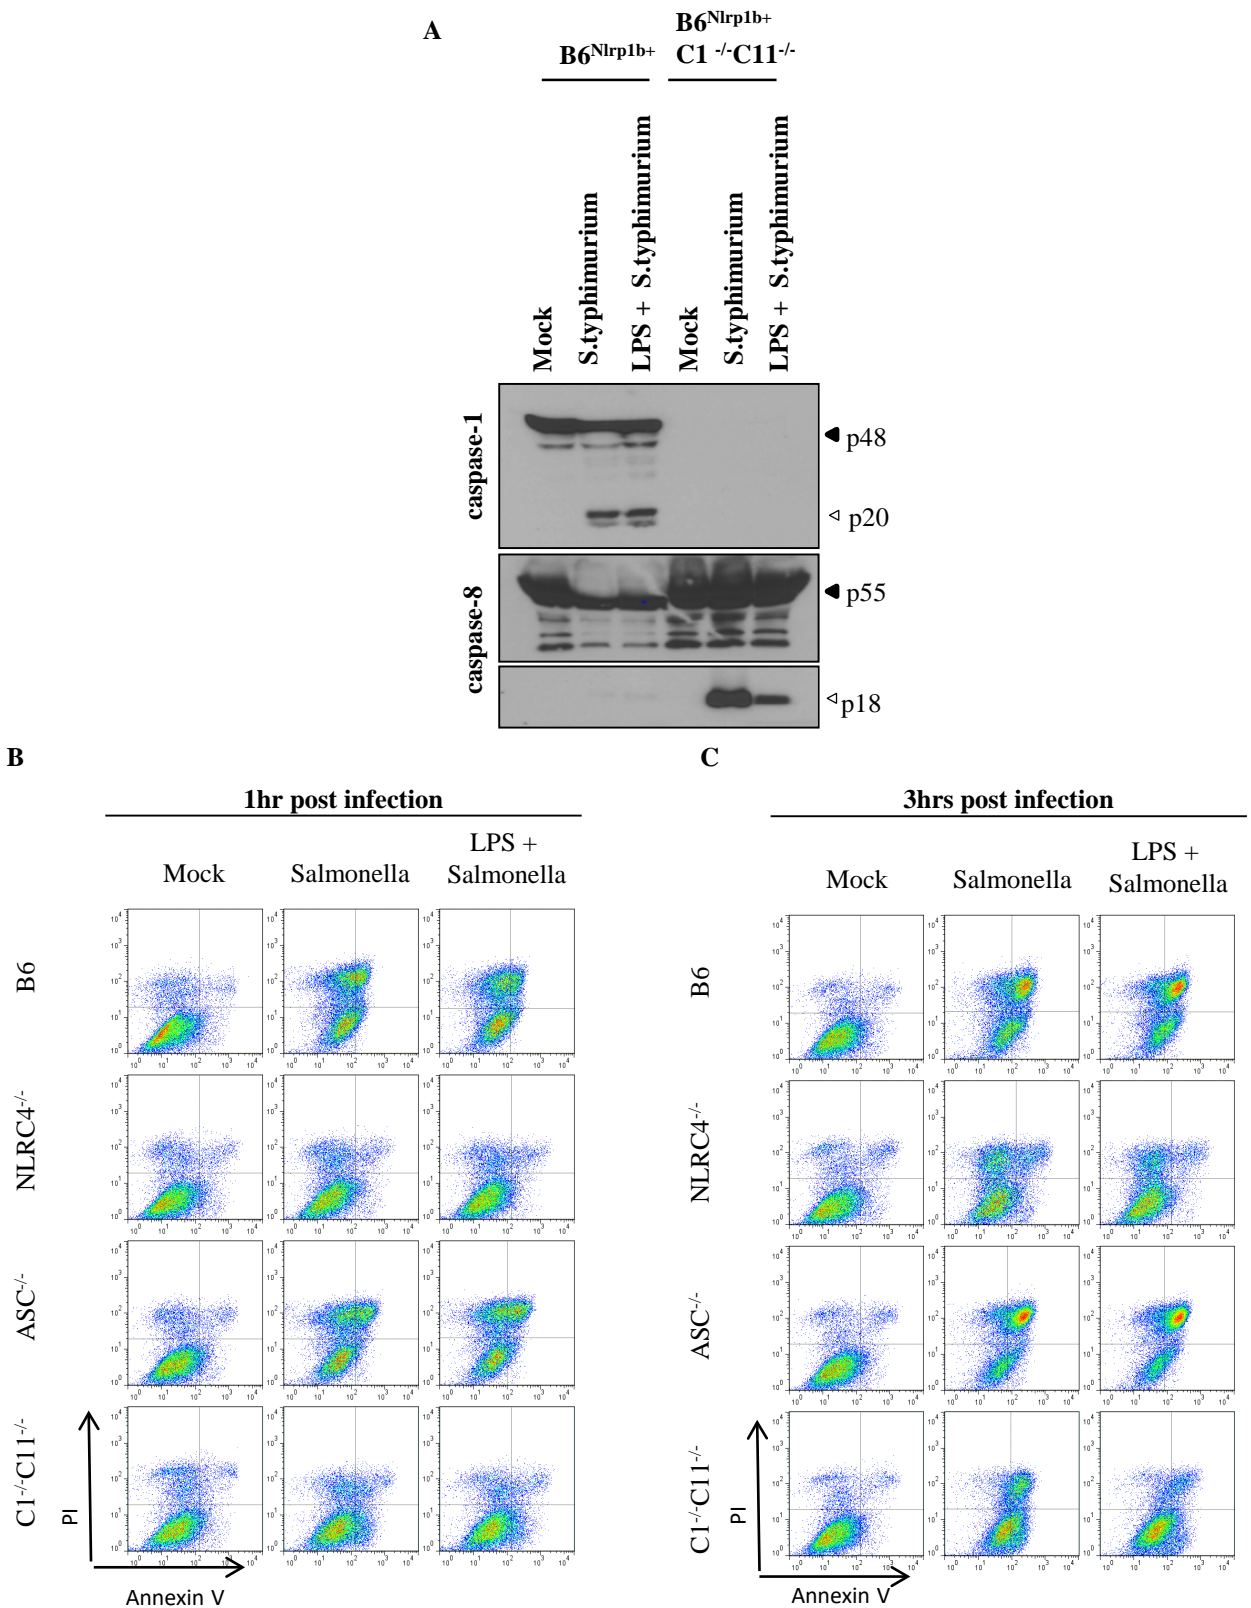 A
B6Nlrp1b+
B6Nlrp1b+
C1 -/-C11-/-
Mock
S.typhimurium
LPS + S.typhimurium
Mock
S.typhimurium
LPS + S.typhimurium
caspase-1
p48
p20
caspase-8
p55
p18
B
1hr post infection
Mock
Salmonella
LPS +
Salmonella
B6
NLRC4-/-
ASC-/-
C1-/-C11-/-
PI
Annexin V
C
3hrs post infection
Mock
Salmonella
LPS +
Salmonella
B6
NLRC4-/-
ASC-/-
C1-/-C11-/-
PI
Annexin V